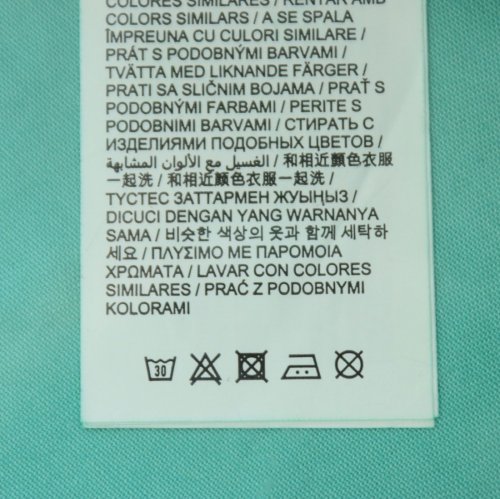 COLORES SIMILARES / RENTAR AMB
COLORS SIMILARS / A SE SPALA
ÎMPREUNA CU CULORI SIMILARE /
PRÁT S PODOBNÝMI BARVAMI /
TVÄTTA MED LIKNANDE FÄRGER /
PRATI SA SLIČNIM BOJAMA / PRAŤ S
PODOBNÝMI FARBAMI / PERITE S
PODOBNIMI BARVAMI / СТИРАТЬ С
ИЗДЕЛИЯМИ ПОДОБНЫХ ЦВЕТОВ /
الغسيل مع الألوان المشابهة / 和相近顏色衣服
一起洗 / 和相近颜色衣服一起洗 /
ТҮСТЕС ЗАТТАРМЕН ЖУЫҢЫЗ /
DICUCI DENGAN YANG WARNANYA
SAMA / 비슷한 색상의 옷과 함께 세탁하
세요 / ΠΛΥΣΙΜΟ ΜΕ ΠΑΡΟΜΟΙΑ
ΧΡΩΜΑΤΑ / LAVAR CON COLORES
SIMILARES / PRAĆ Z PODOBNYMI
KOLORAMI
30